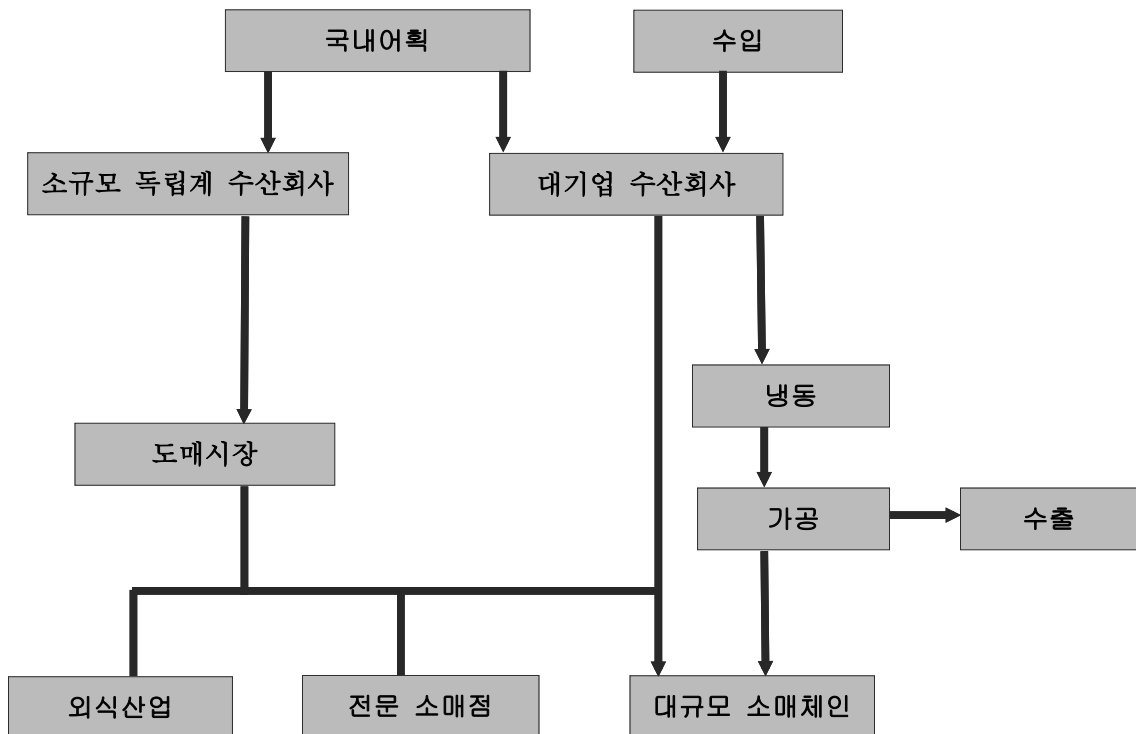 국내어획
수입
소규모 독립계 수산회사
대기업 수산회사
냉동
도매시장
가공
수출
외식산업
전문 소매점
대규모 소매체인